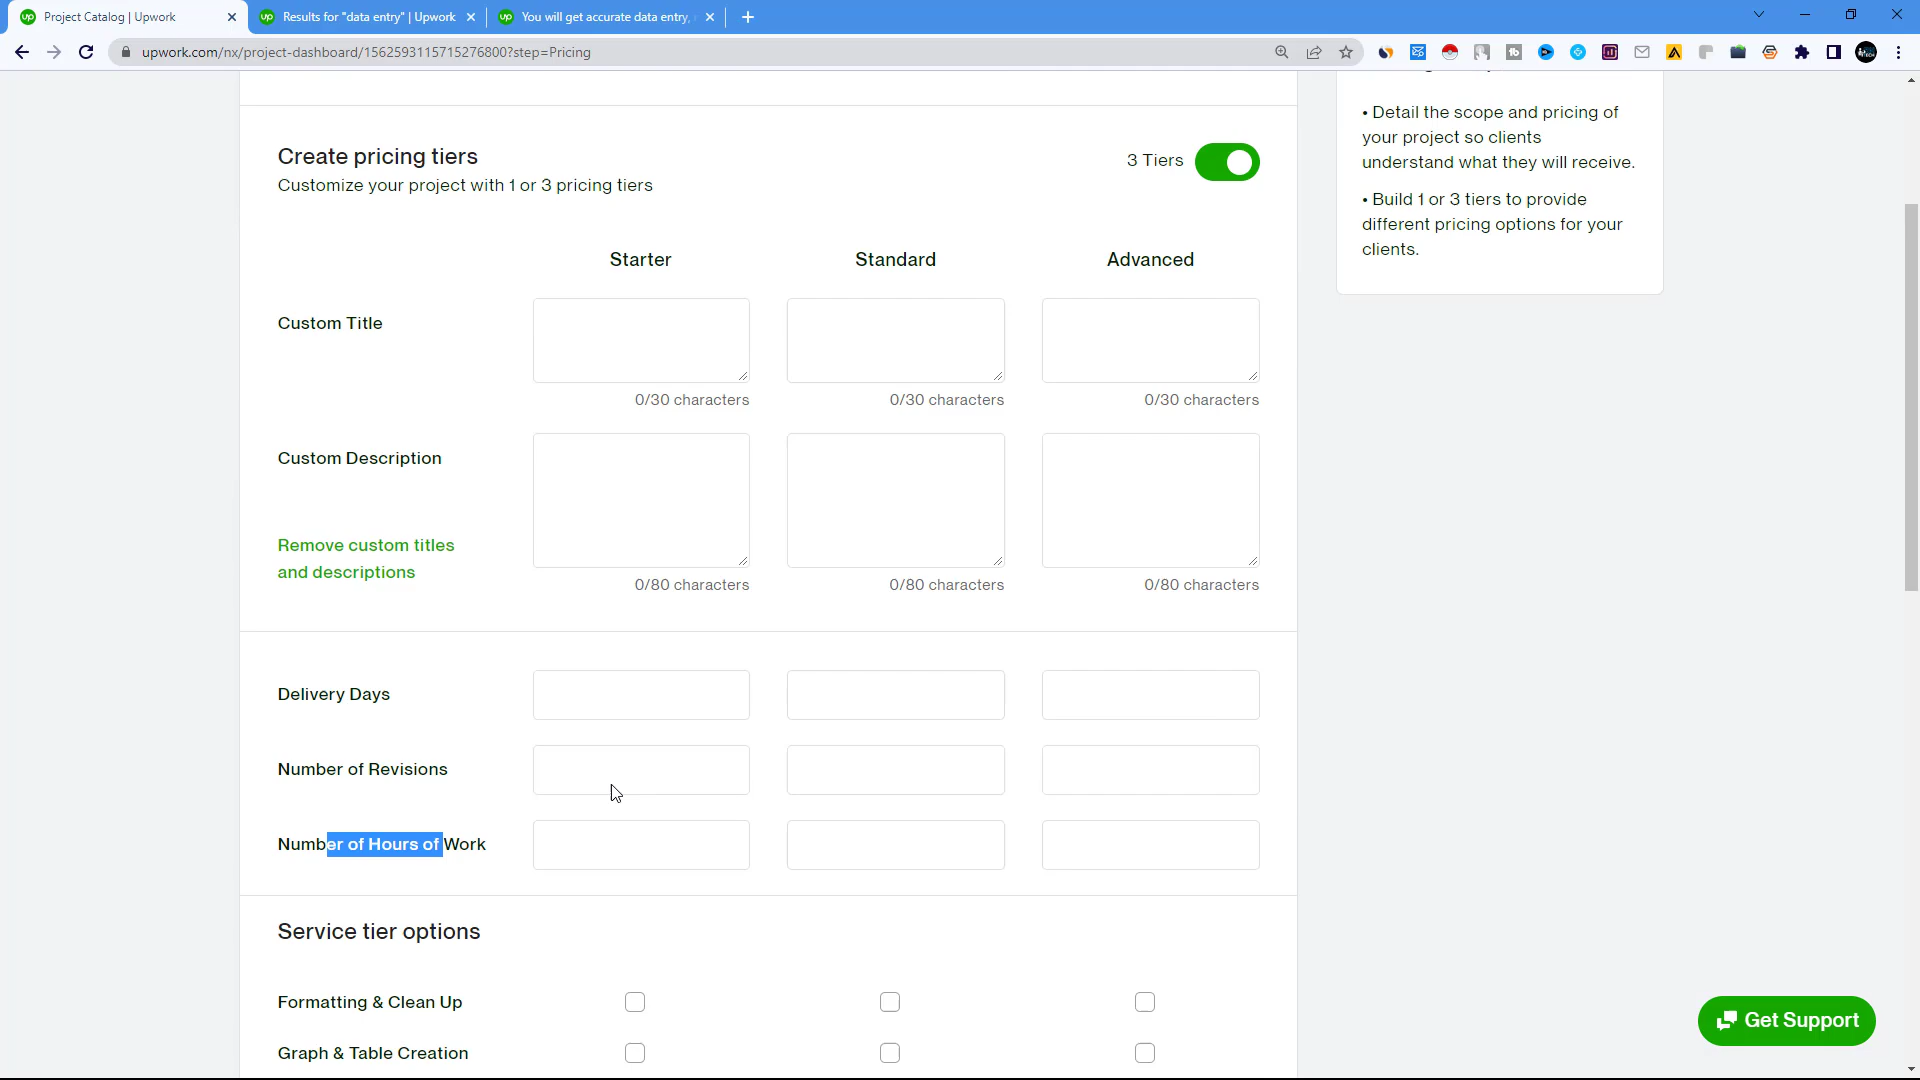 Project Catalog | Upwork
Results for "data entry" | Upwork
You will get accurate data entry,
upwork.com/nx/project-dashboard/1562593115715276800?step=Pricing
• Detail the scope and pricing of
your project so clients
understand what they will receive.
• Build 1 or 3 tiers to provide
different pricing options for your
clients.
Create pricing tiers
3 Tiers
Customize your project with 1 or 3 pricing tiers
Starter Standard Advanced
Custom Title
0/30 characters 0/30 characters 0/30 characters
Custom Description
Remove custom titles
and descriptions
0/80 characters 0/80 characters 0/80 characters
Delivery Days
Number of Revisions
Number of Hours of Work
Service tier options
Formatting & Clean Up
Graph & Table Creation
Get Support